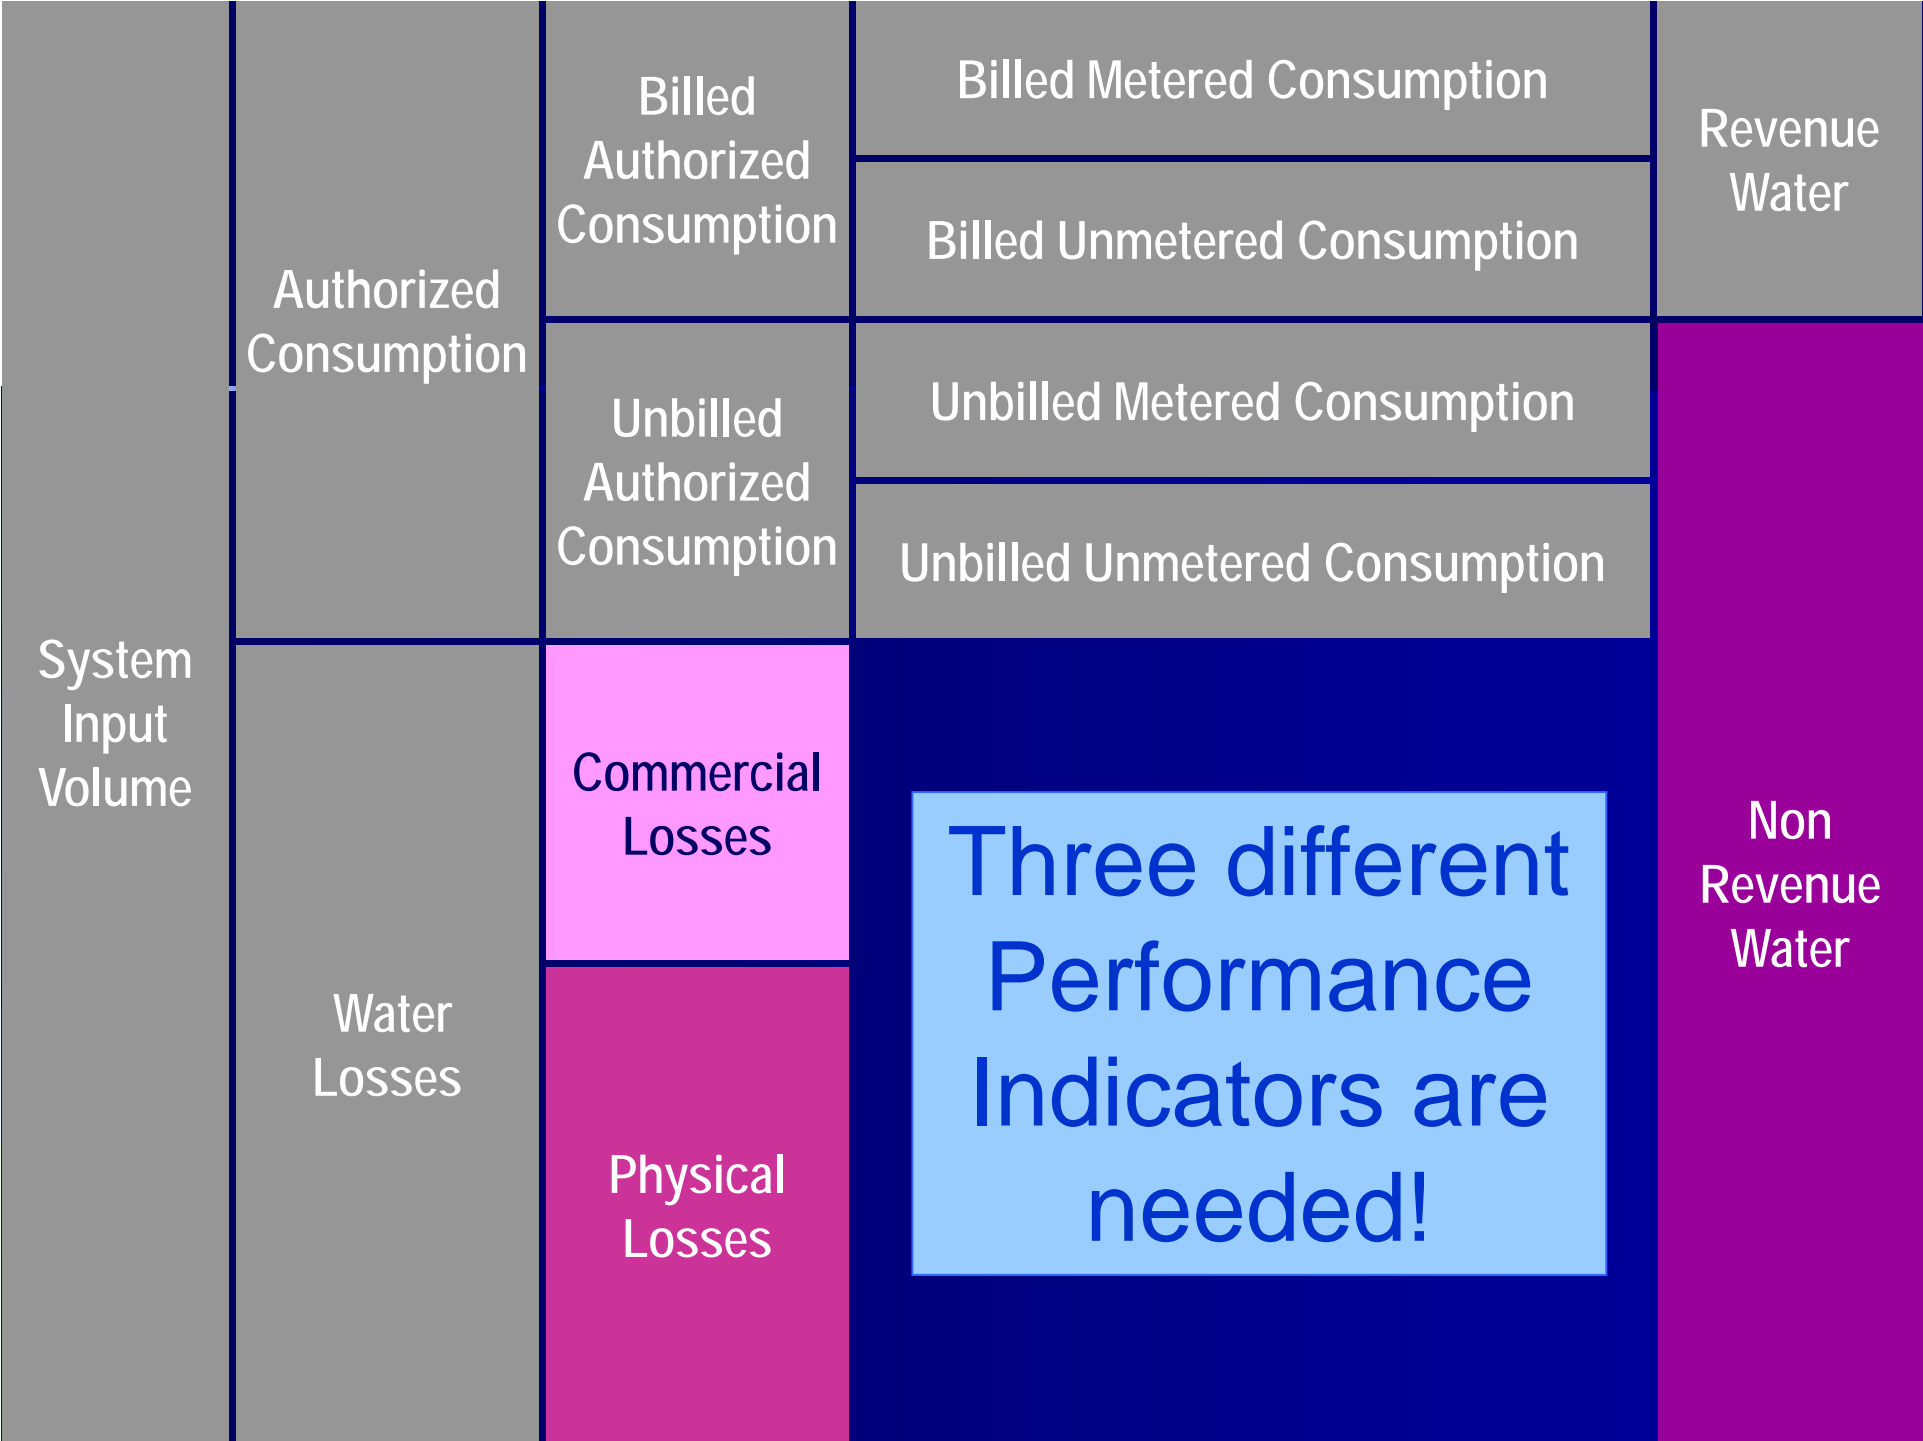 System
Input
Volume
Authorized
Consumption
Water
Losses
Billed
Authorized
Consumption
Unbilled
Authorized
Consumption
Commercial
Losses
Physical
Losses
Billed Metered Consumption
Billed Unmetered Consumption
Unbilled Metered Consumption
Unbilled Unmetered Consumption
Three different
Performance
Indicators are
needed!
Revenue
Water
Non
Revenue
Water